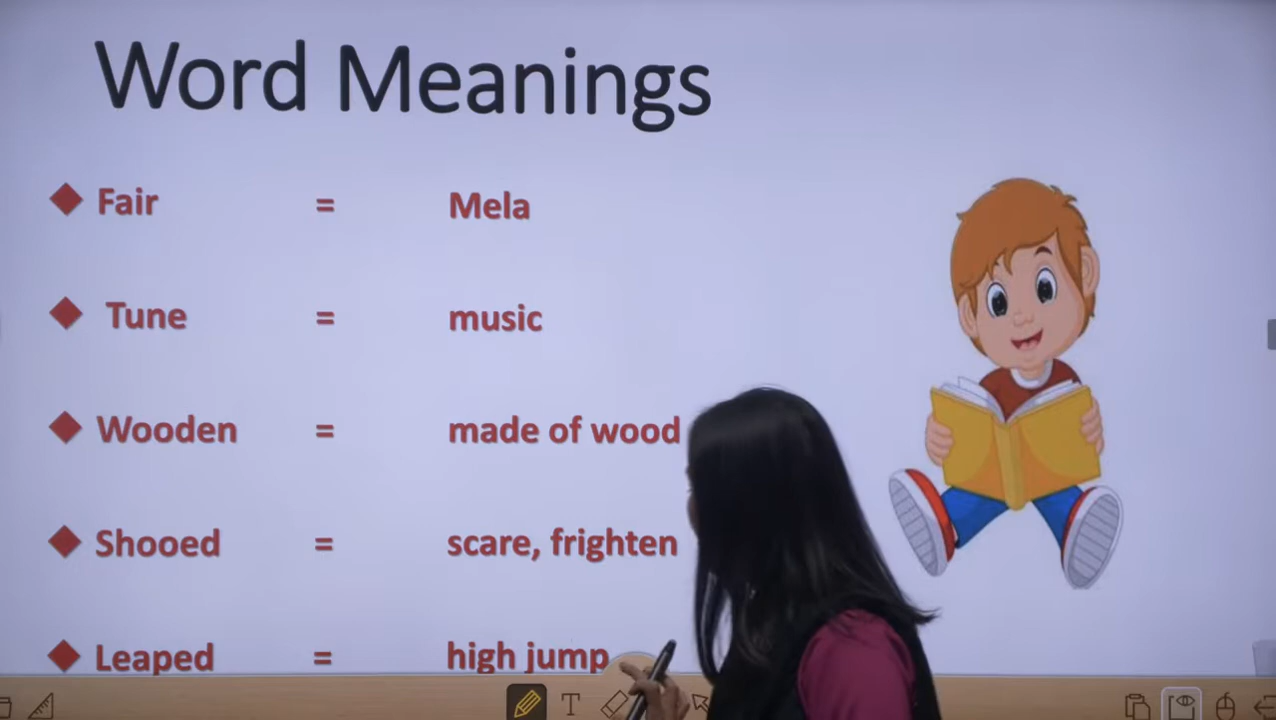 Word Meanings
Fair = Mela
Tune = music
Wooden = made of wood
Shooed = scare, frighten
Leaped = high jump
T